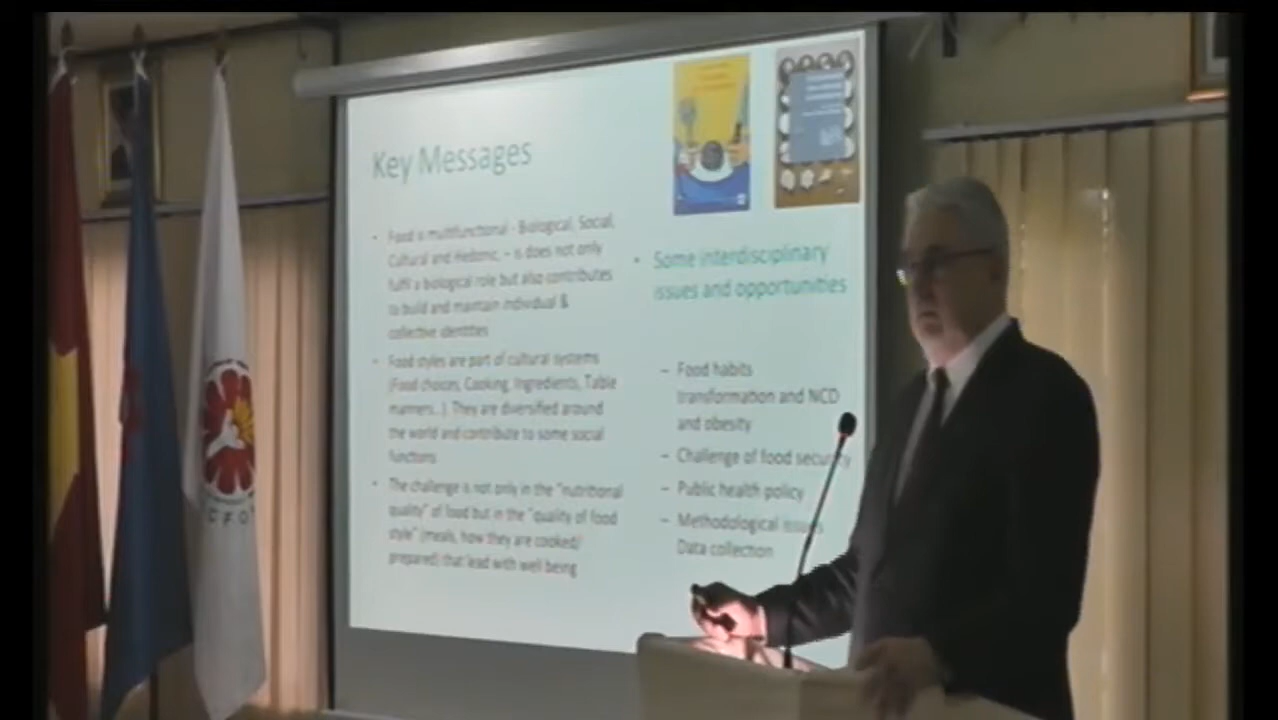 Key Messages
• Food is multifunctional - Biological, Social,
Cultural and Hedonic, – is does not only
fulfil a biological role but also contributes
to build and maintain individual &
collective identities
• Food styles are part of cultural systems
(Food choices, Cooking, Ingredients, Table
manners...). They are diversified around
the world and contribute to some social
functions
• The challenge is not only in the "nutritional
quality" of food but in the "quality of food
style" (meals, how they are cooked/
prepared) that lead with well being
• Some interdisciplinary
issues and opportunities
– Food habits
transformation and NCD
and obesity
– Challenge of food security
– Public health policy
– Methodological issues
Data collection